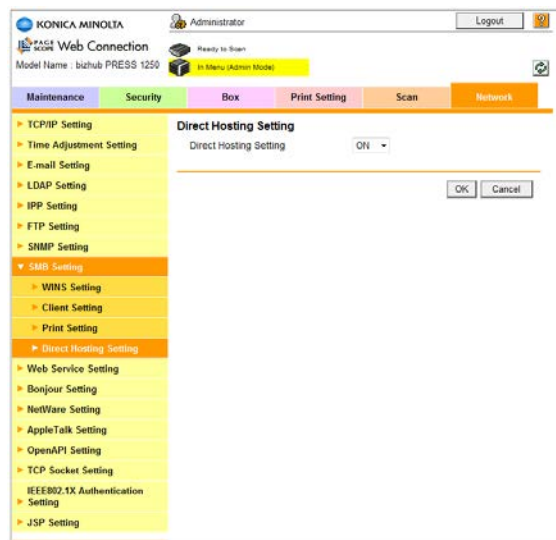 KONICA MINOLTA
Administrator
Logout
?
PAGE SCOPE Web Connection
Ready to Scan
Model Name : bizhub PRESS 1250
In Menu (Admin Mode)
Maintenance Security Box Print Setting Scan Network
TCP/IP Setting
Time Adjustment Setting
E-mail Setting
LDAP Setting
IPP Setting
FTP Setting
SNMP Setting
SMB Setting
WINS Setting
Client Setting
Print Setting
Direct Hosting Setting
Web Service Setting
Bonjour Setting
NetWare Setting
AppleTalk Setting
OpenAPI Setting
TCP Socket Setting
IEEE802.1X Authentication
Setting
JSP Setting
Direct Hosting Setting
Direct Hosting Setting ON
OK Cancel